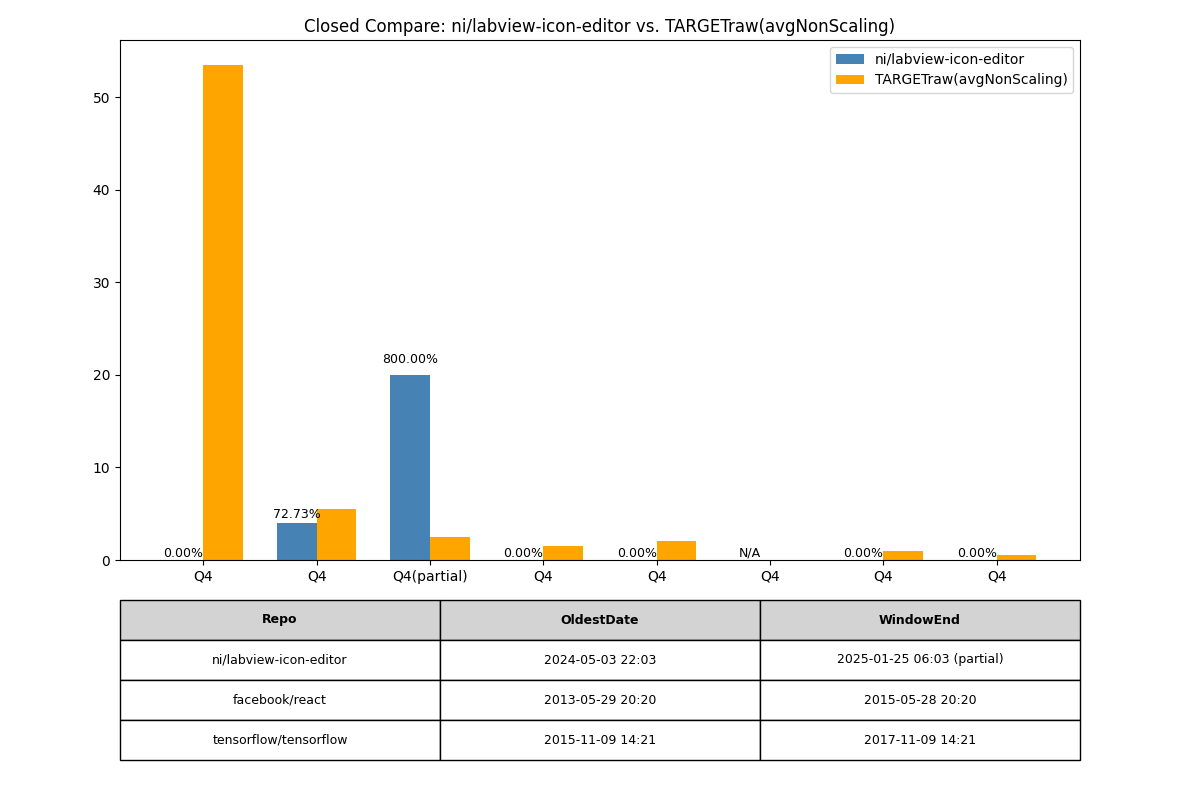 Closed Compare: ni/labview-icon-editor vs. TARGETraw(avgNonScaling)
ni/labview-icon-editor
TARGETraw(avgNonScaling)
50
40
30
20
10
0
0.00%
72.73%
800.00%
0.00%
0.00%
N/A
0.00%
0.00%
Q4 Q4 Q4(partial) Q4 Q4 Q4 Q4 Q4
Repo OldestDate WindowEnd
ni/labview-icon-editor 2024-05-03 22:03 2025-01-25 06:03 (partial)
facebook/react 2013-05-29 20:20 2015-05-28 20:20
tensorflow/tensorflow 2015-11-09 14:21 2017-11-09 14:21